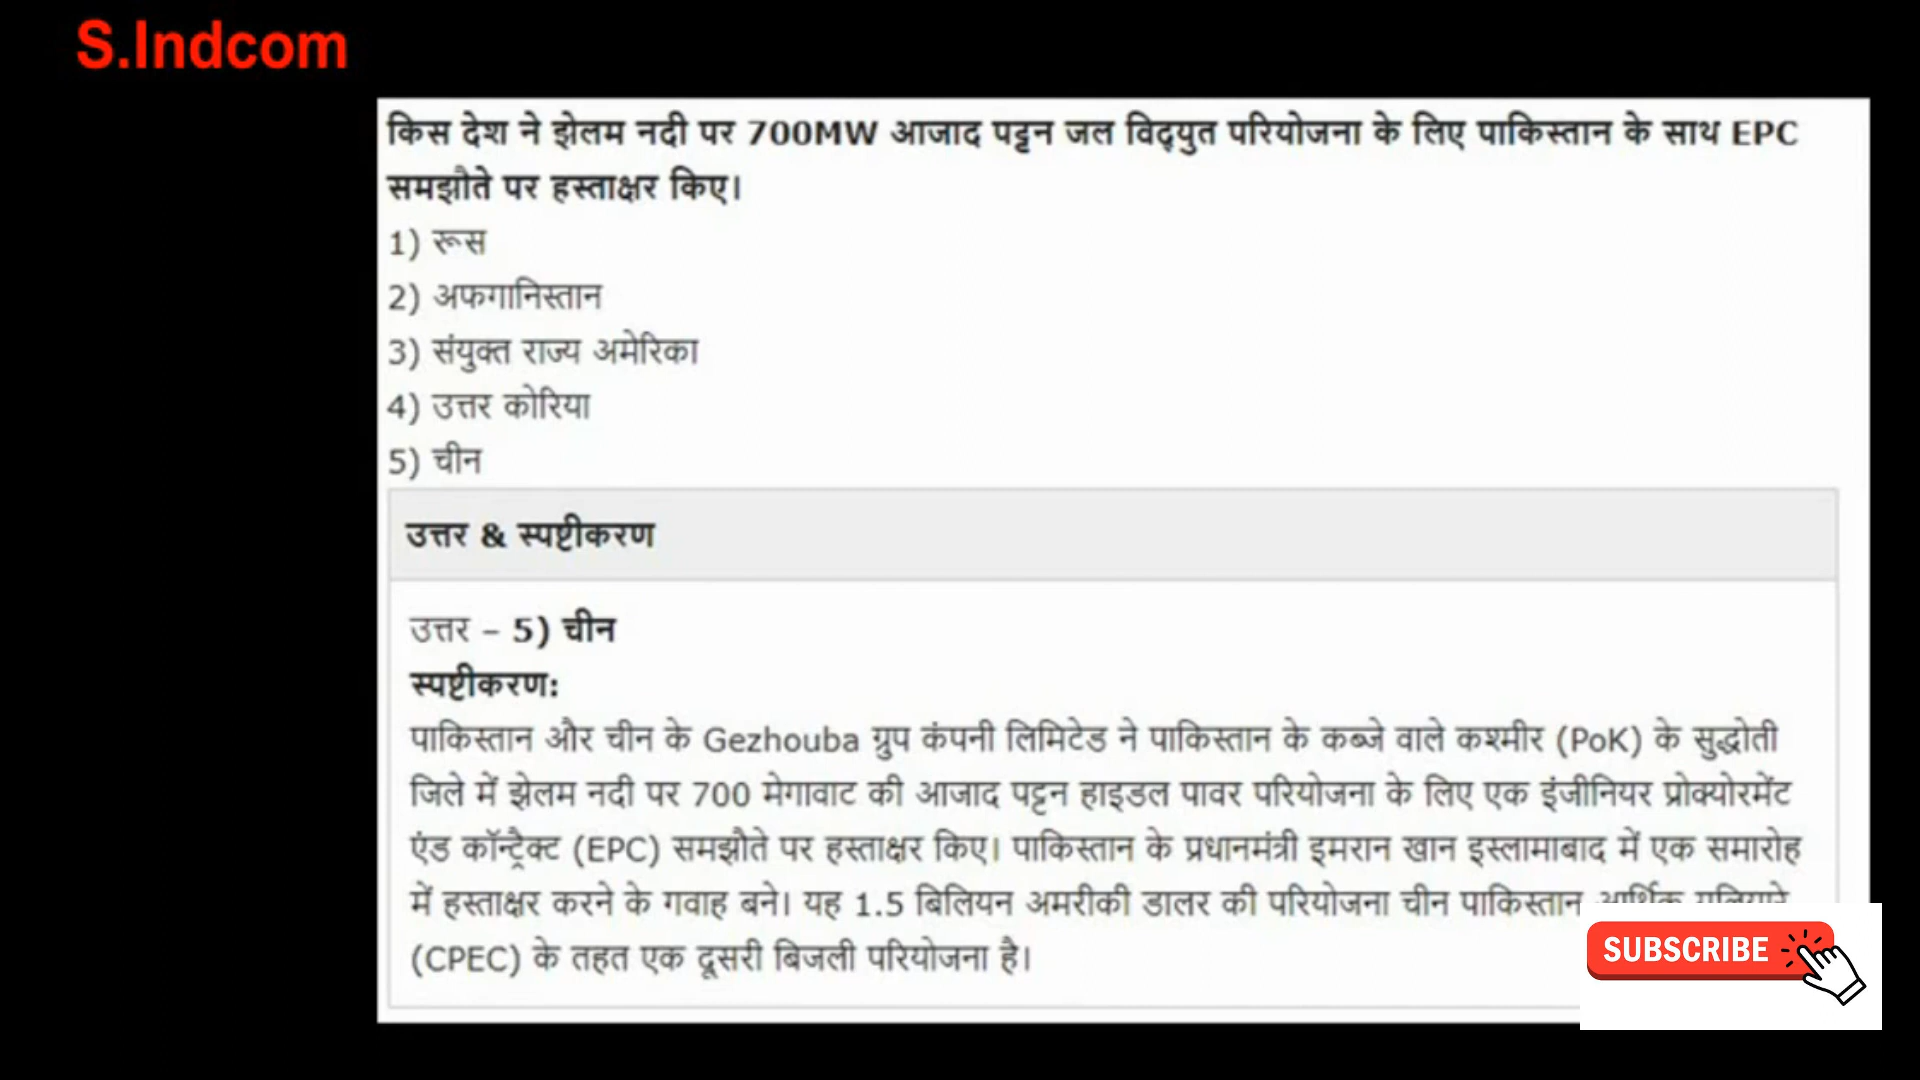 S.Indcom
किस देश ने झेलम नदी पर 700MW आजाद पट्टन जल विद्युत परियोजना के लिए पाकिस्तान के साथ EPC
समझौते पर हस्ताक्षर किए।
1) रूस
2) अफगानिस्तान
3) संयुक्त राज्य अमेरिका
4) उत्तर कोरिया
5) चीन
उत्तर & स्पष्टीकरण
उत्तर – 5) चीन
स्पष्टीकरण:
पाकिस्तान और चीन के Gezhouba ग्रुप कंपनी लिमिटेड ने पाकिस्तान के कब्जे वाले कश्मीर (PoK) के सुद्धोती
जिले में झेलम नदी पर 700 मेगावाट की आजाद पट्टन हाइडल पावर परियोजना के लिए एक इंजीनियर प्रोक्योरमेंट
एंड कॉन्ट्रैक्ट (EPC) समझौते पर हस्ताक्षर किए। पाकिस्तान के प्रधानमंत्री इमरान खान इस्लामाबाद में एक समारोह
में हस्ताक्षर करने के गवाह बने। यह 1.5 बिलियन अमरीकी डालर की परियोजना चीन पाकिस्तान
(CPEC) के तहत एक दूसरी बिजली परियोजना है।
SUBSCRIBE